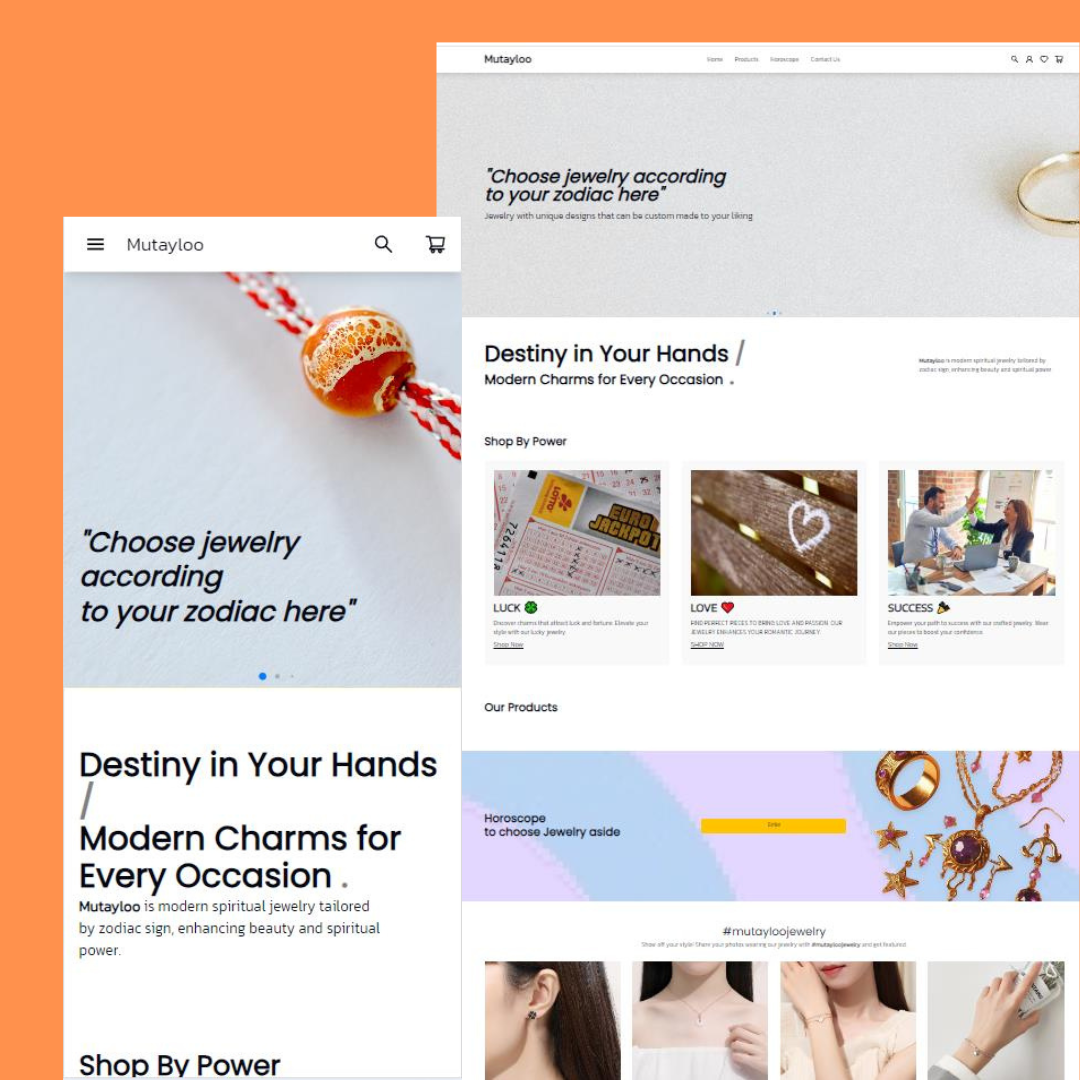 Mutayloo
Home Products Horoscope Contact Us
"Choose jewelry according
to your zodiac here"
Jewelry with unique designs that can be custom made to your liking
Destiny in Your Hands /
Modern Charms for Every Occasion .
Mutayloo is modern spiritual jewelry tailored by
zodiac sign, enhancing beauty and spiritual power
Shop By Power
EURO
JACKPOT
LOTTO
7264118
LUCK
Discover charms that attract luck and fortune. Elevate your
style with our lucky jewelry.
Shop Now
LOVE
FIND PERFECT PIECES TO BRING LOVE AND PASSION. OUR
JEWELRY ENHANCES YOUR ROMANTIC JOURNEY
SHOP NOW
SUCCESS
Empower your path to success with our crafted jewelry. Wear
our pieces to boost your confidence
Shop Now
Our Products
Horoscope
to choose Jewelry aside
#mutayloojewelry
Show off your style! Share your photos wearing our jewelry with #mutayloojewelry and get featured
Mutayloo
"Choose jewelry
according
to your zodiac here"
Destiny in Your Hands
/
Modern Charms for
Every Occasion .
Mutayloo is modern spiritual jewelry tailored
by zodiac sign, enhancing beauty and spiritual
power.
Shop By Power